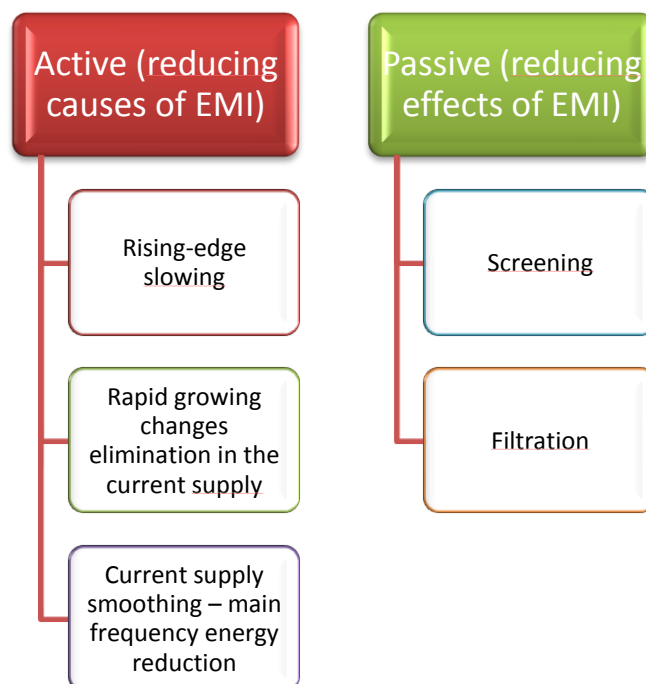 Active (reducing
causes of EMI)
Rising-edge
slowing
Rapid growing
changes
elimination in the
current supply
Current supply
smoothing – main
frequency energy
reduction
Passive (reducing
effects of EMI)
Screening
Filtration